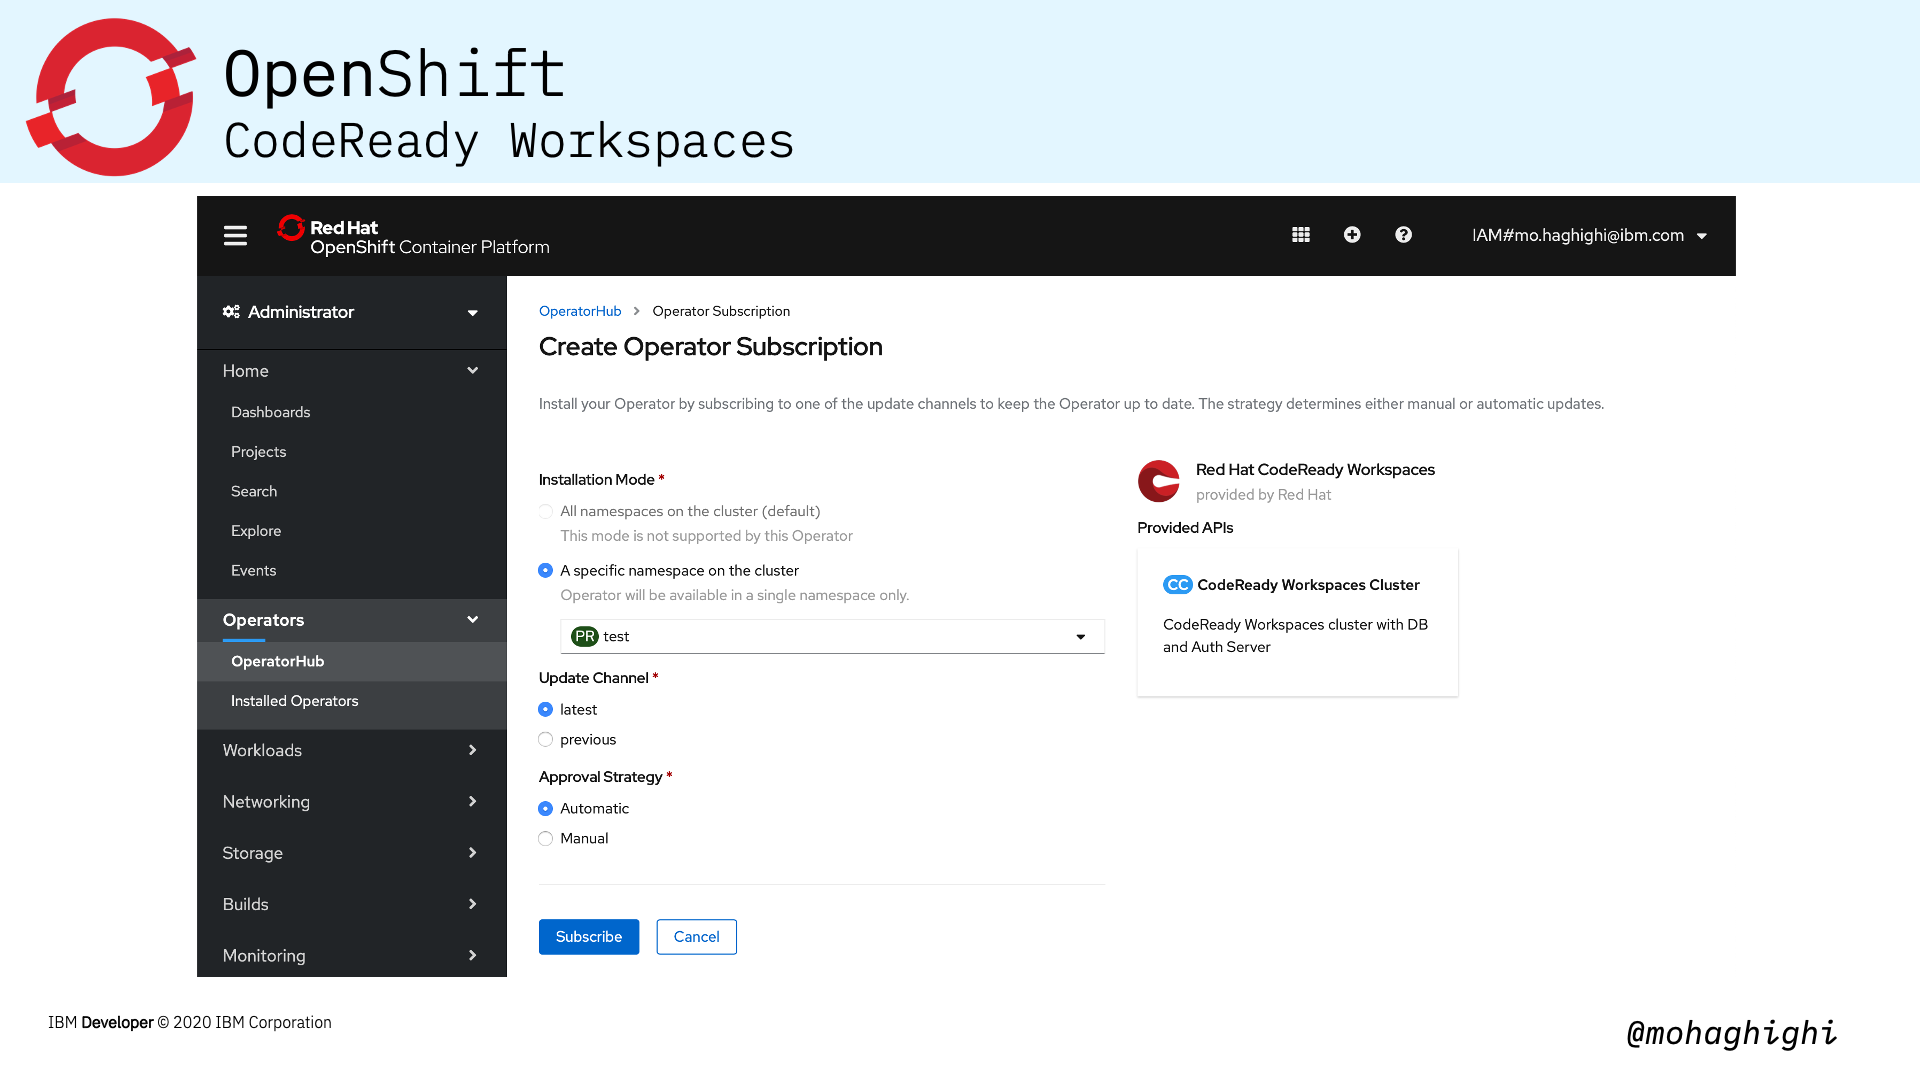 OpenShift
CodeReady Workspaces
Red Hat
OpenShift Container Platform
IAM#mo.haghighi@ibm.com
Administrator
Home
Dashboards
Projects
Search
Explore
Events
Operators
OperatorHub
Installed Operators
Workloads
Networking
Storage
Builds
Monitoring
OperatorHub > Operator Subscription
Create Operator Subscription
Install your Operator by subscribing to one of the update channels to keep the Operator up to date. The strategy determines either manual or automatic updates.
Installation Mode *
All namespaces on the cluster (default)
This mode is not supported by this Operator
A specific namespace on the cluster
Operator will be available in a single namespace only.
PR test
Update Channel *
latest
previous
Approval Strategy *
Automatic
Manual
Subscribe Cancel
Red Hat CodeReady Workspaces
provided by Red Hat
Provided APIs
CC CodeReady Workspaces Cluster
CodeReady Workspaces cluster with DB
and Auth Server
IBM Developer © 2020 IBM Corporation
@mohaghighi